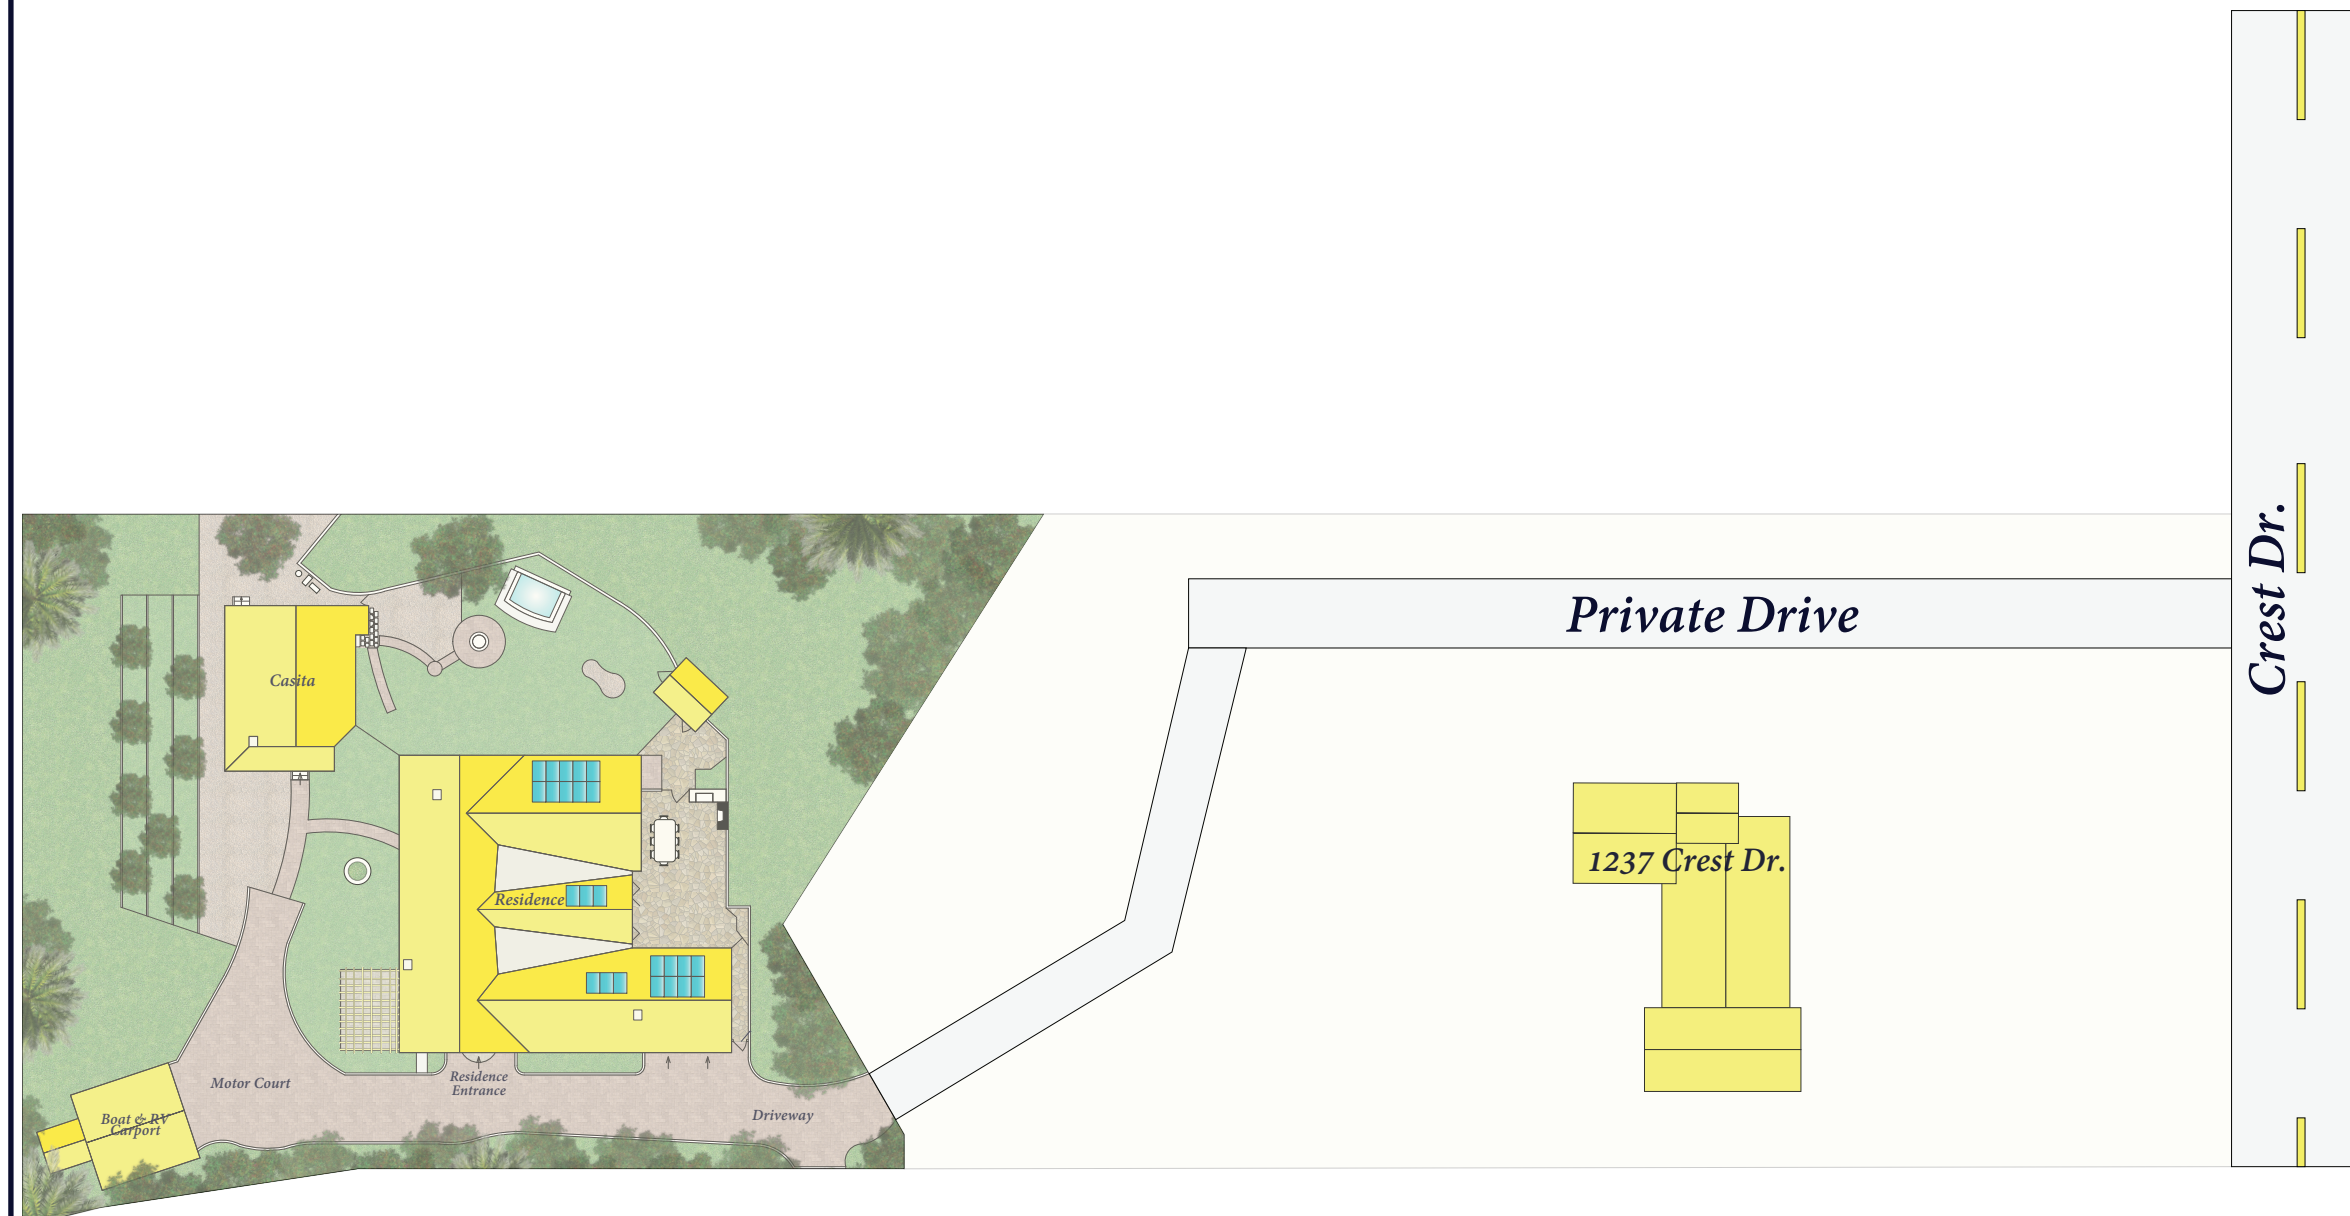 Crest Dr.
Private Drive
Casita
1237 Crest Dr.
Residence
Motor Court
Residence
Entrance
Boat & RV
Carport
Driveway